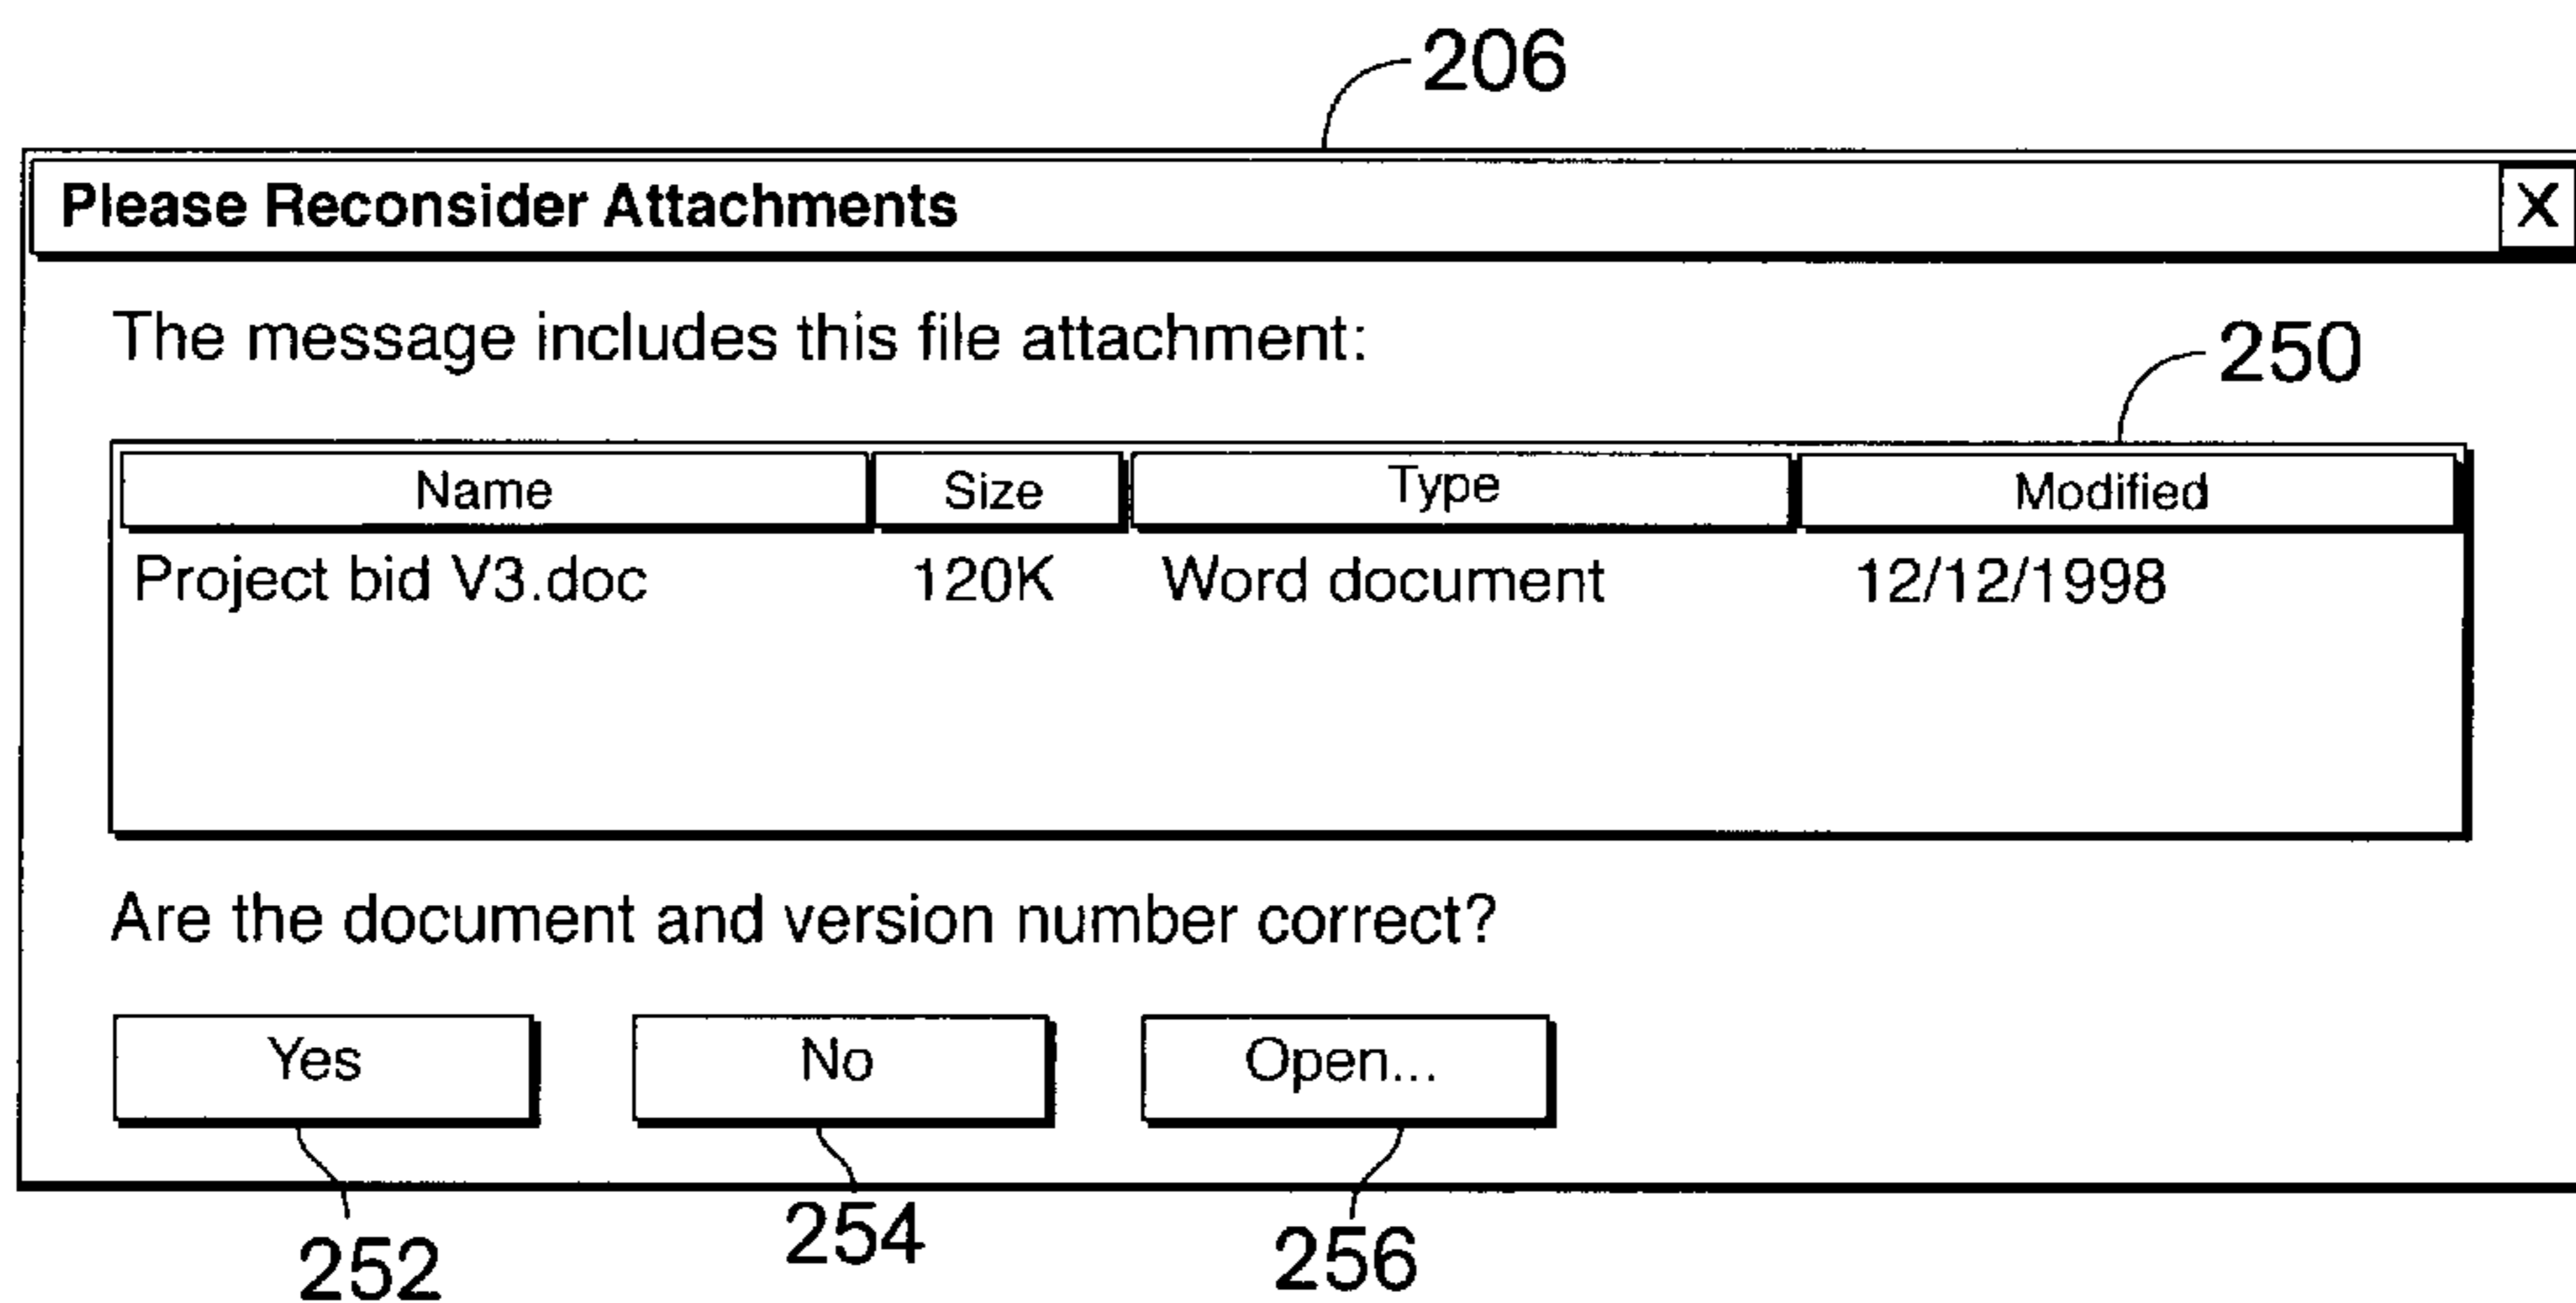 206
Please Reconsider Attachments X
The message includes this file attachment:
250
Name Size Type Modified
Project bid V3.doc 120K Word document 12/12/1998
Are the document and version number correct?
Yes No Open...
252 254 256